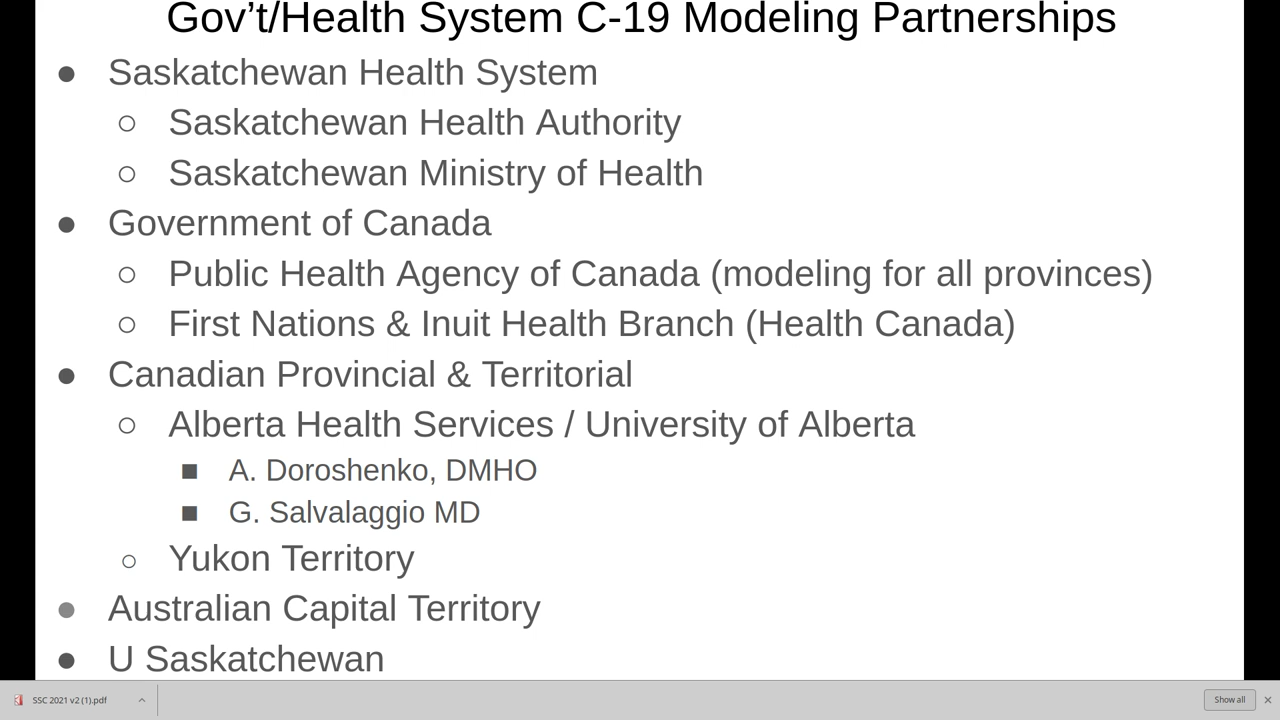 Gov’t/Health System C-19 Modeling Partnerships
● Saskatchewan Health System
○ Saskatchewan Health Authority
○ Saskatchewan Ministry of Health
● Government of Canada
○ Public Health Agency of Canada (modeling for all provinces)
○ First Nations & Inuit Health Branch (Health Canada)
● Canadian Provincial & Territorial
○ Alberta Health Services / University of Alberta
■ A. Doroshenko, DMHO
■ G. Salvalaggio MD
○ Yukon Territory
● Australian Capital Territory
● U Saskatchewan
SSC 2021 v2 (1).pdf
Show all